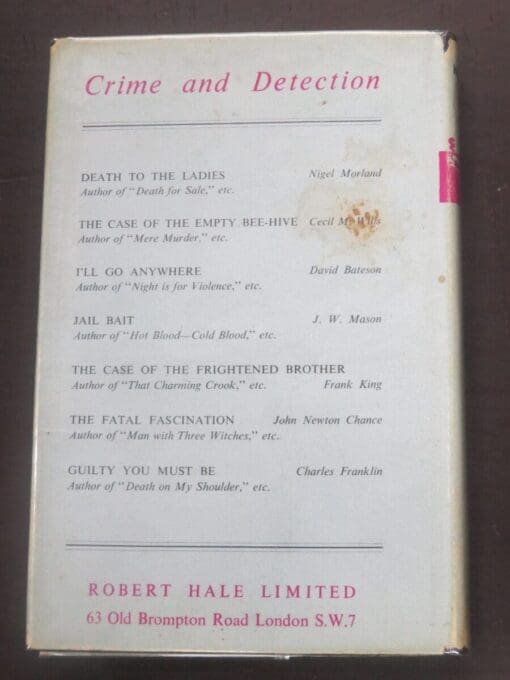 Crime and Detection
DEATH TO THE LADIES Nigel Morland
Author of "Death for Sale," etc.
THE CASE OF THE EMPTY BEE-HIVE Cecil M. Wills
Author of "Mere Murder," etc.
I'LL GO ANYWHERE David Bateson
Author of "Night is for Violence," etc.
JAIL BAIT J. W. Mason
Author of "Hot Blood—Cold Blood," etc.
THE CASE OF THE FRIGHTENED BROTHER
Author of "That Charming Crook," etc. Frank King
THE FATAL FASCINATION John Newton Chance
Author of "Man with Three Witches," etc.
GUILTY YOU MUST BE Charles Franklin
Author of "Death on My Shoulder," etc.
ROBERT HALE LIMITED
63 Old Brompton Road London S.W.7